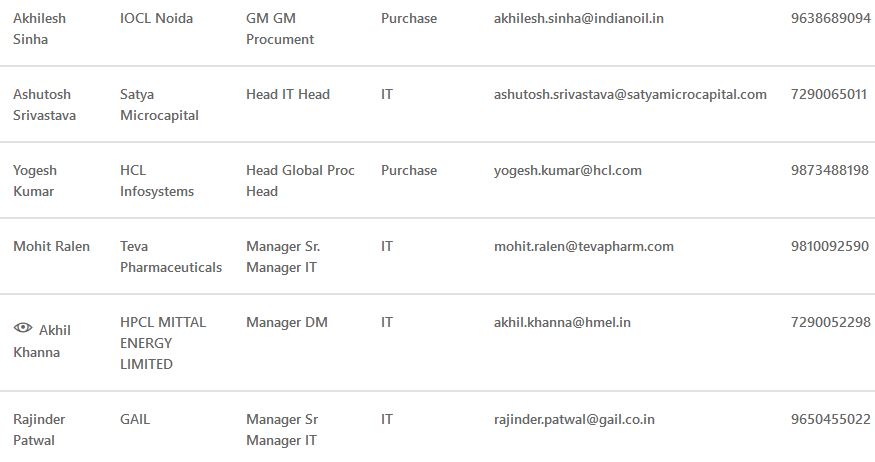 Akhilesh Sinha IOCL Noida GM GM Procument Purchase akhilesh.sinha@indianoil.in 9638689094
Ashutosh Srivastava Satya Microcapital Head IT Head IT ashutosh.srivastava@satyamicrocapital.com 7290065011
Yogesh Kumar HCL Infosystems Head Global Proc Head Purchase yogesh.kumar@hcl.com 9873488198
Mohit Ralen Teva Pharmaceuticals Manager Sr. Manager IT IT mohit.ralen@tevapharm.com 9810092590
Akhil Khanna HPCL MITTAL ENERGY LIMITED Manager DM IT akhil.khanna@hmel.in 7290052298
Rajinder Patwal GAIL Manager Sr Manager IT IT rajinder.patwal@gail.co.in 9650455022